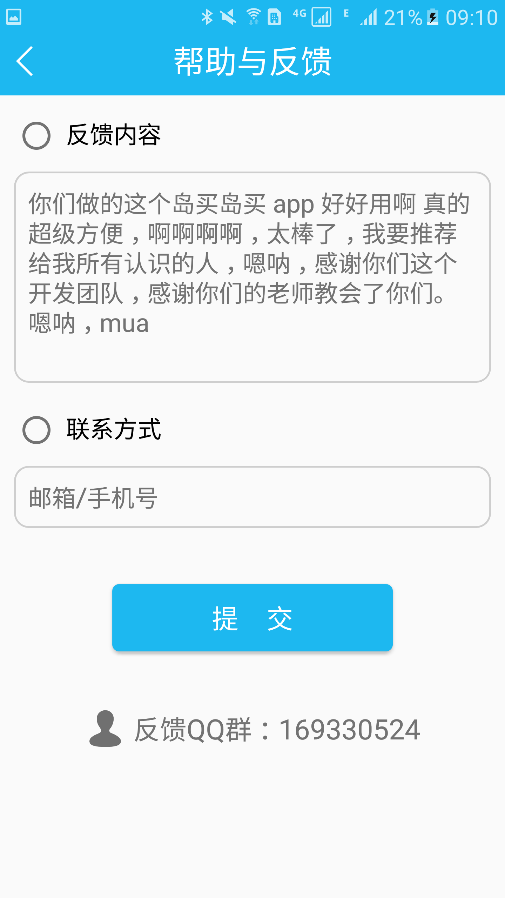 4G E 21% 09:10
帮助与反馈
反馈内容
你们做的这个岛买岛买 app 好好用啊 真的
超级方便，啊啊啊啊，太棒了，我要推荐
给我所有认识的人，嗯呐，感谢你们这个
开发团队，感谢你们的老师教会了你们。
嗯呐，mua
联系方式
邮箱/手机号
提 交
反馈QQ群：169330524